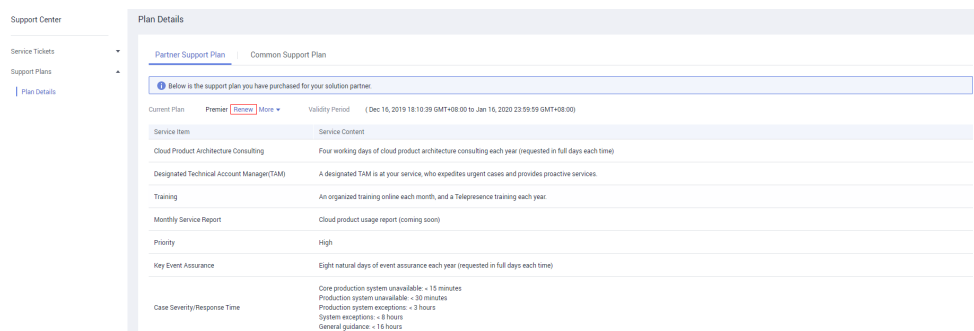 Support Center
Service Tickets
Support Plans
Plan Details
Plan Details
Partner Support Plan
Common Support Plan
Below is the support plan you have purchased for your solution partner.
Current Plan Premier Renew More Validity Period ( Dec 16, 2019 18:10:39 GMT+08:00 to Jan 16, 2020 23:59:59 GMT+08:00)
Service Item Service Content
Cloud Product Architecture Consulting Four working days of cloud product architecture consulting each year (requested in full days each time)
Designated Technical Account Manager(TAM) A designated TAM is at your service, who expedites urgent cases and provides proactive services.
Training An organized training online each month, and a Telepresence training each year.
Monthly Service Report Cloud product usage report (coming soon)
Priority High
Key Event Assurance Eight natural days of event assurance each year (requested in full days each time)
Case Severity/Response Time
Core production system unavailable: < 15 minutes
Production system unavailable: < 30 minutes
Production system exceptions: < 3 hours
System exceptions: < 8 hours
General guidance: < 16 hours